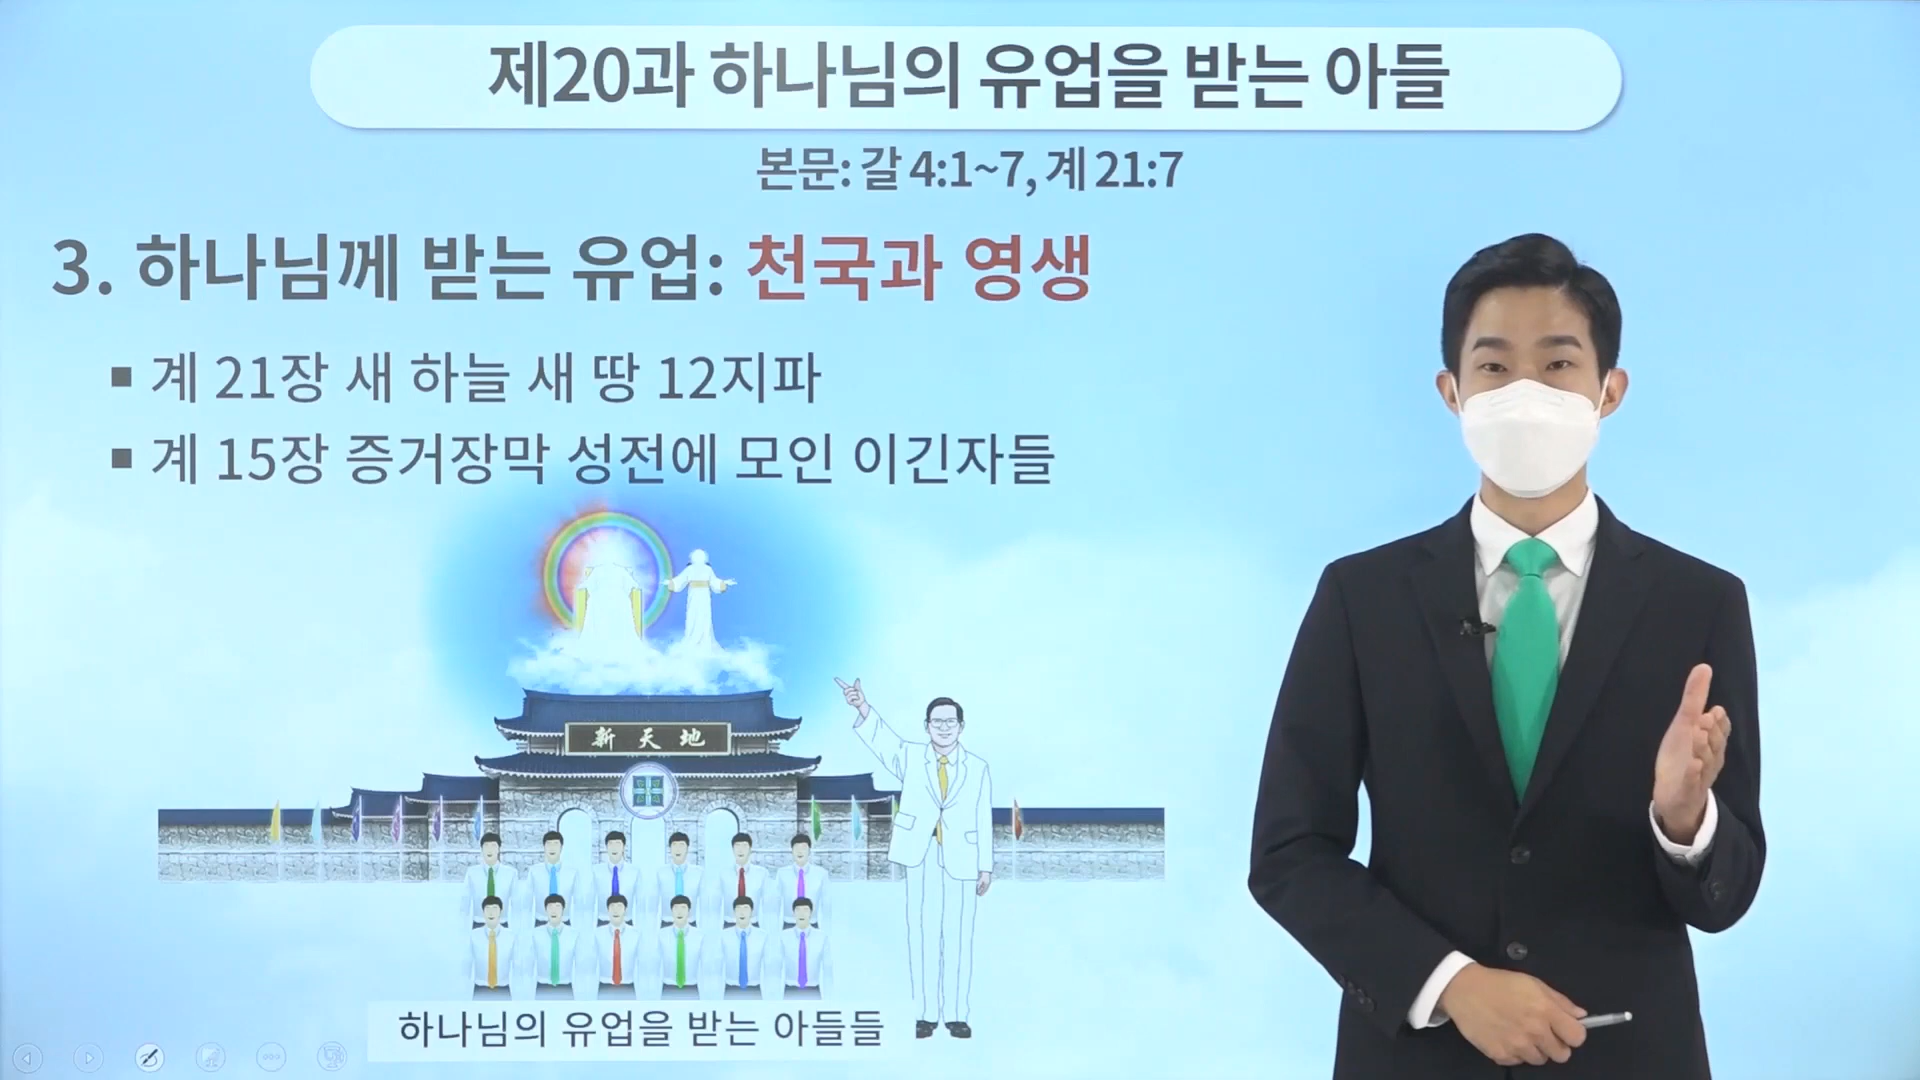 제20과 하나님의 유업을 받는 아들
본문: 갈 4:1~7, 계 21:7
3. 하나님께 받는 유업: 천국과 영생
▪ 계 21장 새 하늘 새 땅 12지파
▪ 계 15장 증거장막 성전에 모인 이긴자들
新 天 地
하나님의 유업을 받는 아들들